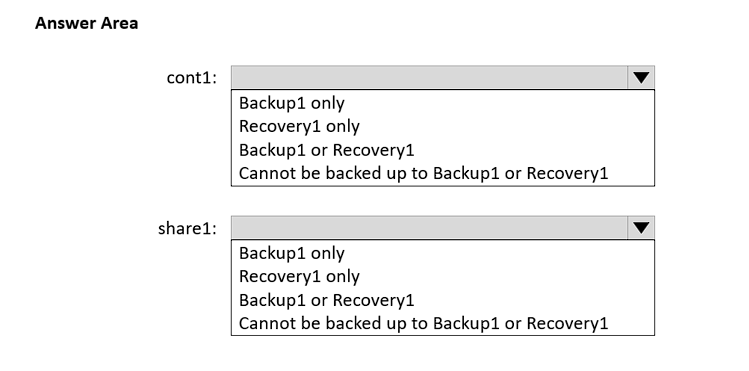 Answer Area
cont1:
Backup1 only
Recovery1 only
Backup1 or Recovery1
Cannot be backed up to Backup1 or Recovery1
share1:
Backup1 only
Recovery1 only
Backup1 or Recovery1
Cannot be backed up to Backup1 or Recovery1